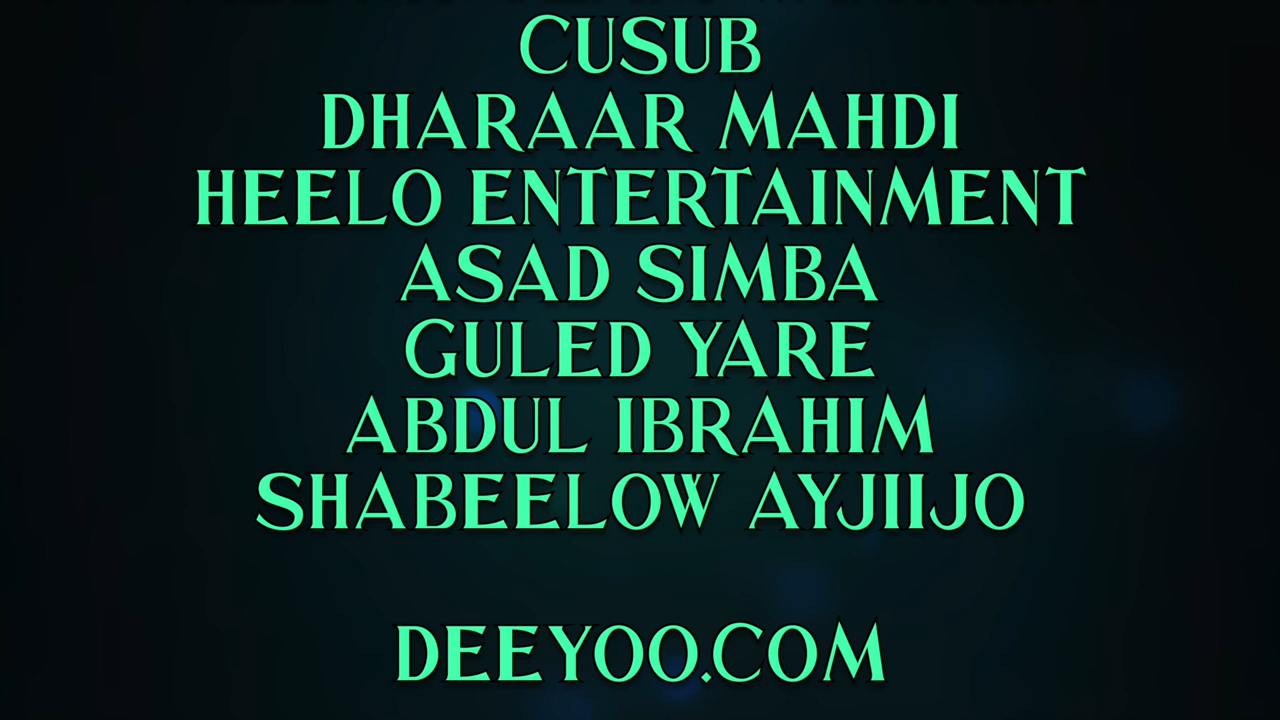 CUSUB
DHARAAR MAHDI
HEELO ENTERTAINMENT
ASAD SIMBA
GULED YARE
ABDUL IBRAHIM
SHABEELOW AYJIIJO
DEEYOO.COM